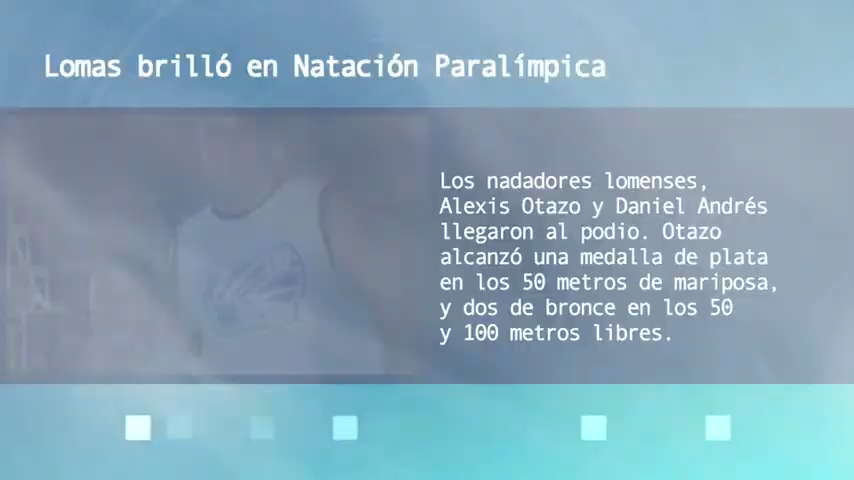 Lomas brilló en Natación Paralímpica
Los nadadores lomenses,
Alexis Otazo y Daniel Andrés
llegaron al podio. Otazo
alcanzó una medalla de plata
en los 50 metros de mariposa,
y dos de bronce en los 50
y 100 metros libres.